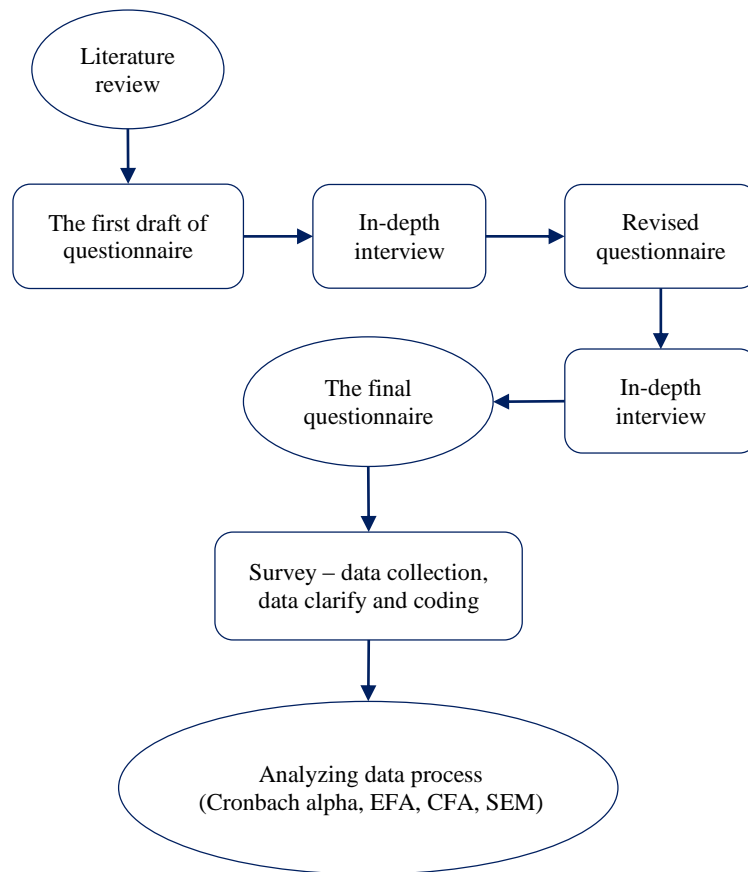 Literature
review
The first draft of
questionnaire
In-depth
interview
Revised
questionnaire
In-depth
interview
The final
questionnaire
Survey – data collection,
data clarify and coding
Analyzing data process
(Cronbach alpha, EFA, CFA, SEM)